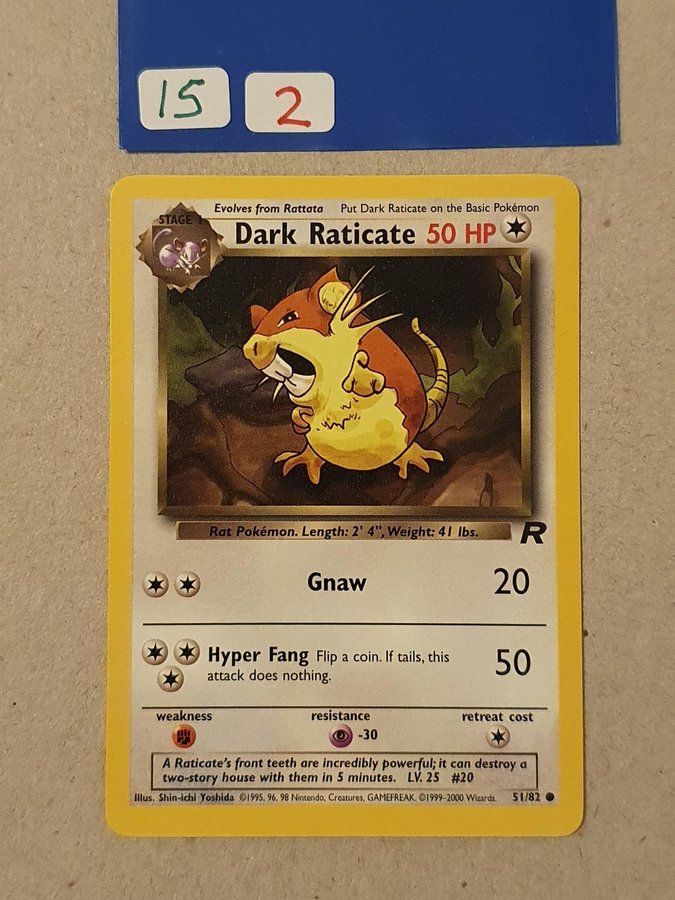 15
2
Evolves from Rattata Put Dark Raticate on the Basic Pokémon
STAGE 1
Dark Raticate 50 HP
Rat Pokémon. Length: 2' 4", Weight: 41 lbs.
R
Gnaw 20
Hyper Fang Flip a coin. If tails, this
attack does nothing.
50
weakness resistance retreat cost
-30
A Raticate's front teeth are incredibly powerful; it can destroy a
two-story house with them in 5 minutes. LV. 25 #20
Illus. Shin-ichi Yoshida ©1995, 96, 98 Nintendo, Creatures, GAMEFREAK. ©1999-2000 Wizards. 51/82